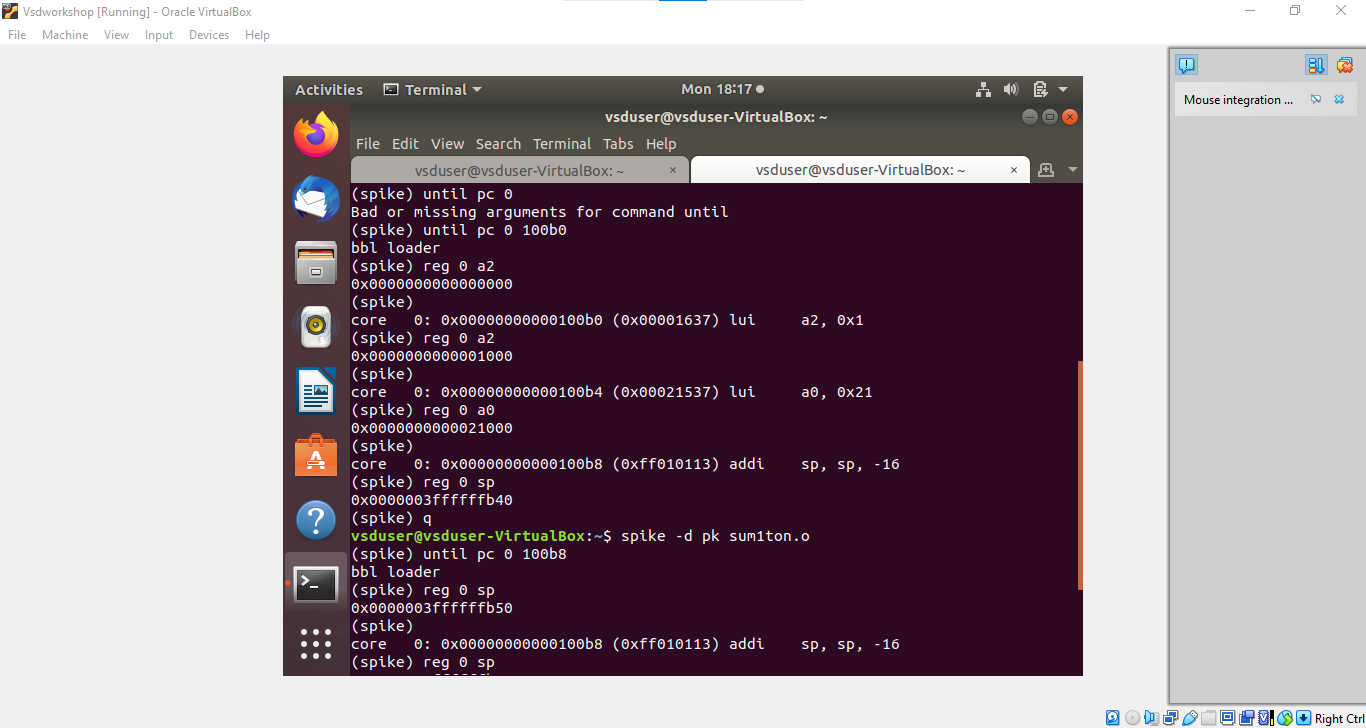 Vsdworkshop [Running] - Oracle VirtualBox
File Machine View Input Devices Help
Activities Terminal Mon 18:17
Mouse integration ...
vsduser@vsduser-VirtualBox: ~
File Edit View Search Terminal Tabs Help
vsduser@vsduser-VirtualBox: ~ × vsduser@vsduser-VirtualBox: ~ ×
(spike) until pc 0
Bad or missing arguments for command until
(spike) until pc 0 100b0
bbl loader
(spike) reg 0 a2
0x0000000000000000
(spike)
core   0: 0x00000000000100b0 (0x00001637) lui     a2, 0x1
(spike) reg 0 a2
0x0000000000001000
(spike)
core   0: 0x00000000000100b4 (0x00021537) lui     a0, 0x21
(spike) reg 0 a0
0x0000000000021000
(spike)
core   0: 0x00000000000100b8 (0xff010113) addi    sp, sp, -16
(spike) reg 0 sp
0x0000003ffffffb40
(spike) q
vsduser@vsduser-VirtualBox:~$ spike -d pk sum1ton.o
(spike) until pc 0 100b8
bbl loader
(spike) reg 0 sp
0x0000003ffffffb50
(spike)
core   0: 0x00000000000100b8 (0xff010113) addi    sp, sp, -16
(spike) reg 0 sp
Right Ctrl